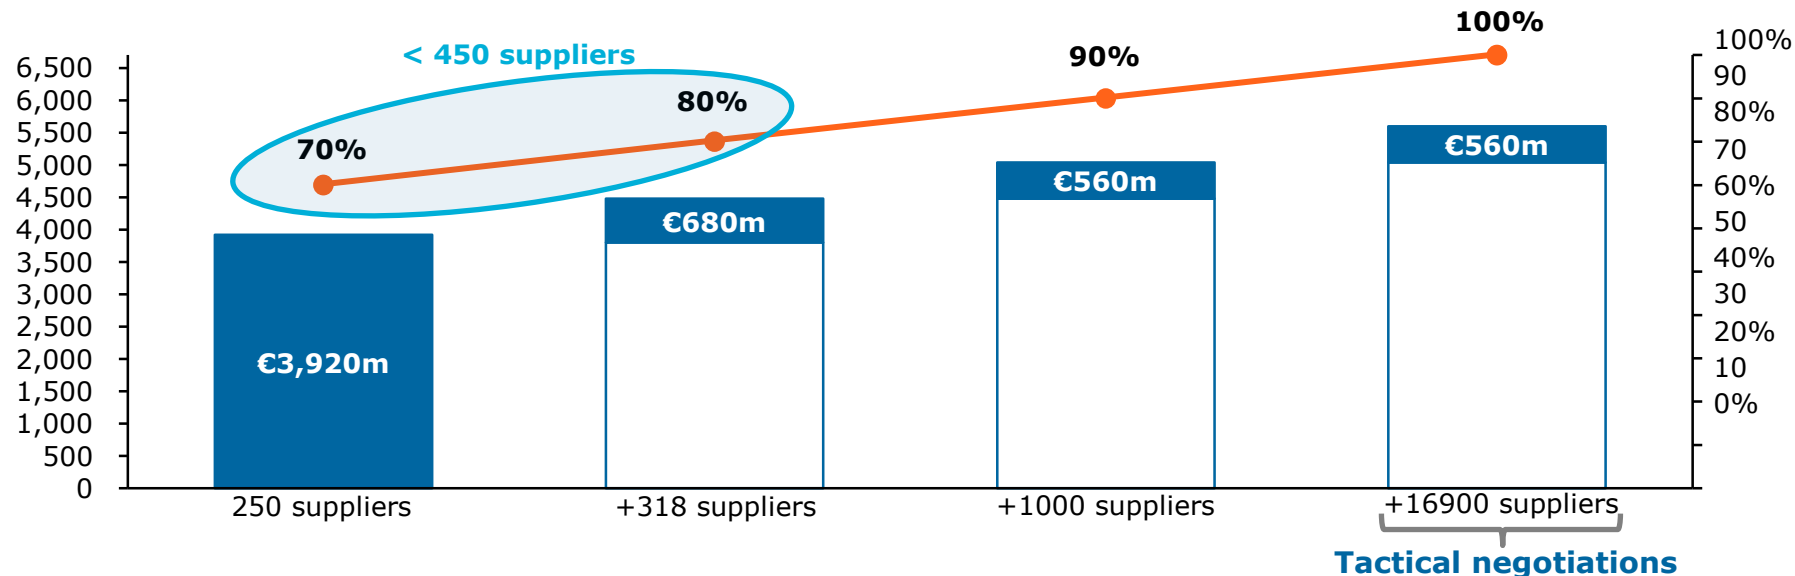 100%
< 450 suppliers
90%
80%
70%
6,500
6,000
5,500
5,000
4,500
4,000
3,500
3,000
2,500
2,000
1,500
1,000
500
0
€3,920m
€680m
€560m
€560m
100%
90
80%
70
60%
50
40%
30
20%
10
0%
250 suppliers
+318 suppliers
+1000 suppliers
+16900 suppliers
Tactical negotiations